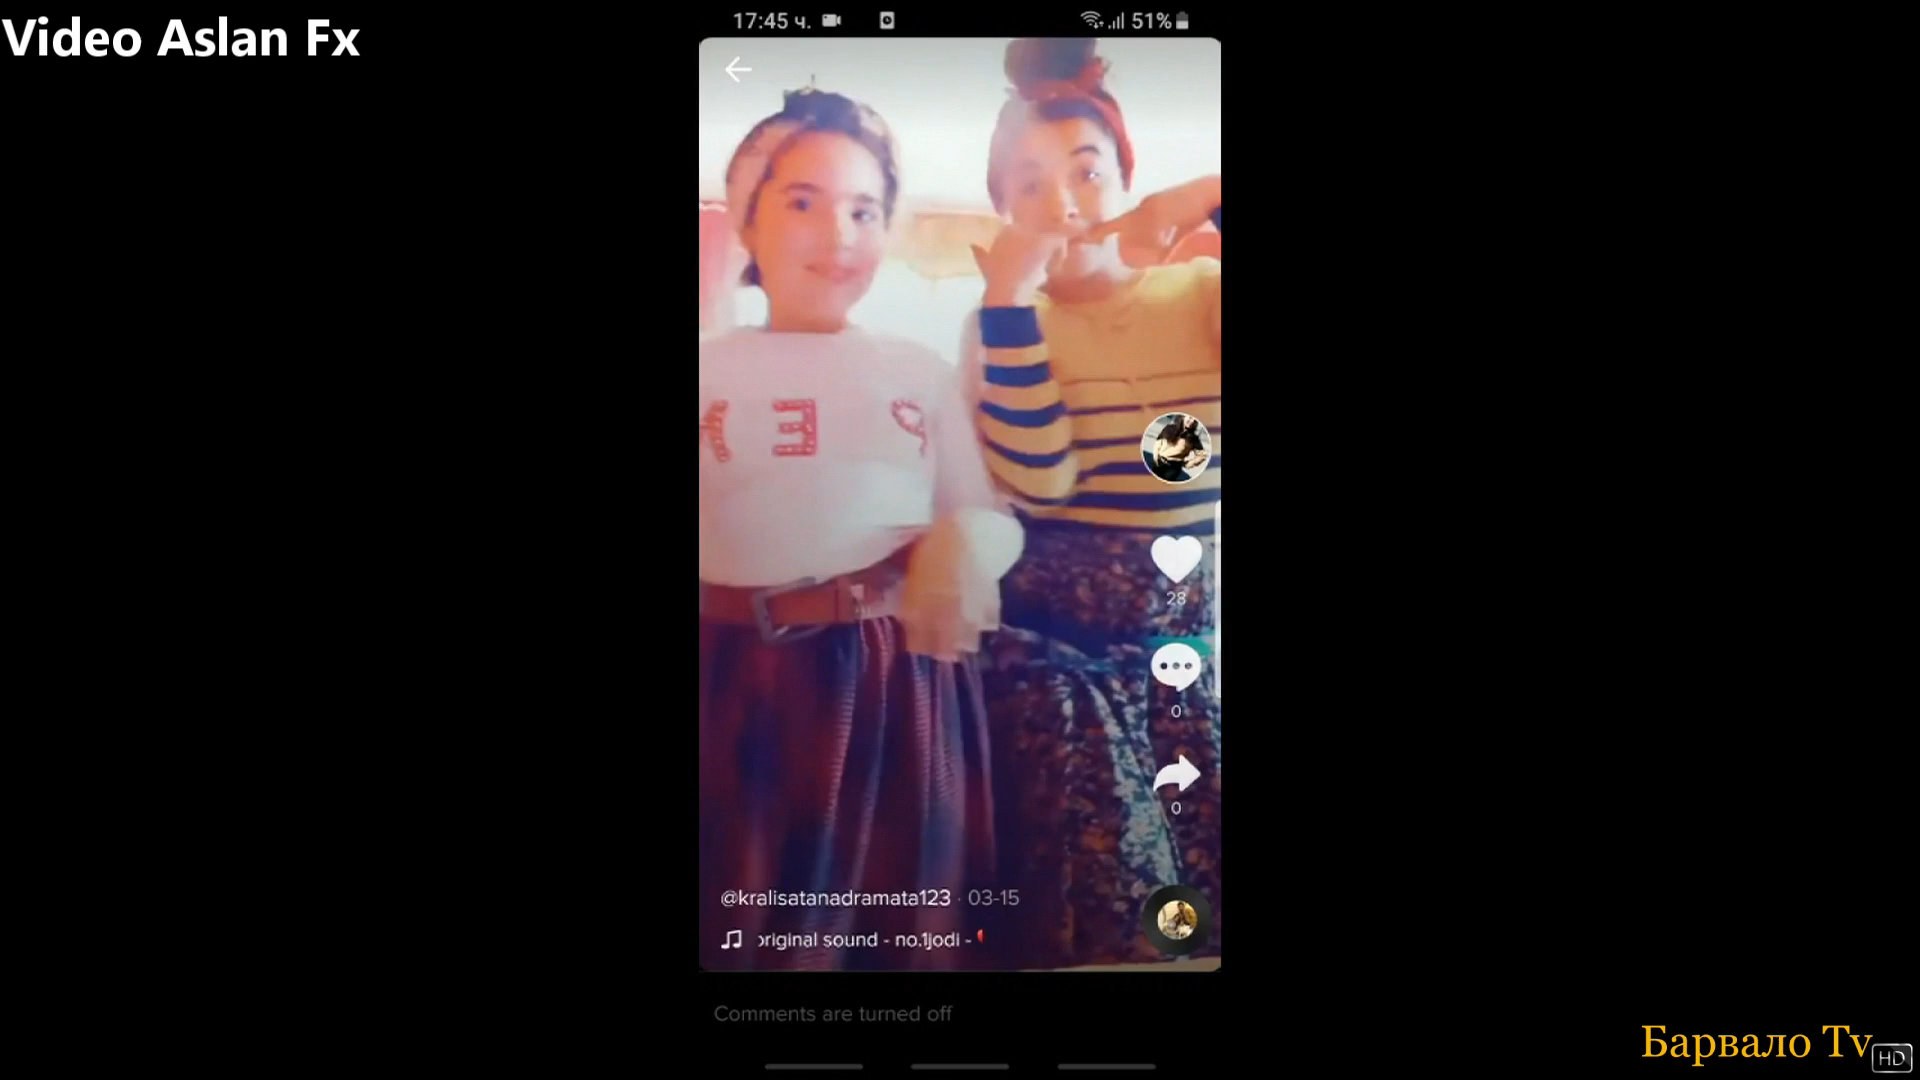 Video Aslan Fx
17:45 ч.
51%
28
0
0
@kralisatanadramata123 · 03-15
original sound - no.1jodi -
Comments are turned off
Барвало Tv
HD